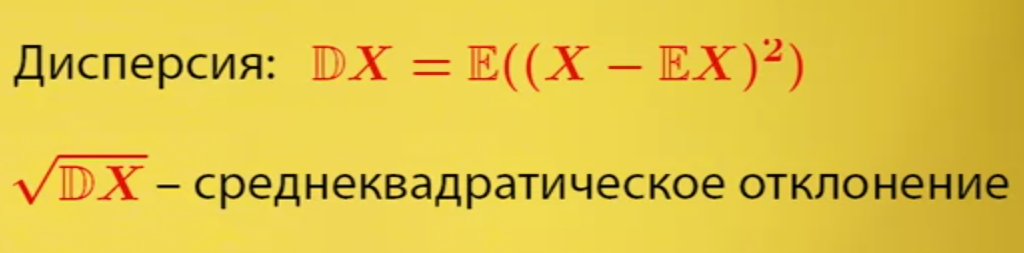 Дисперсия: 𝔻X = 𝔼((X − 𝔼X)²)
√𝔻X – среднеквадратическое отклонение